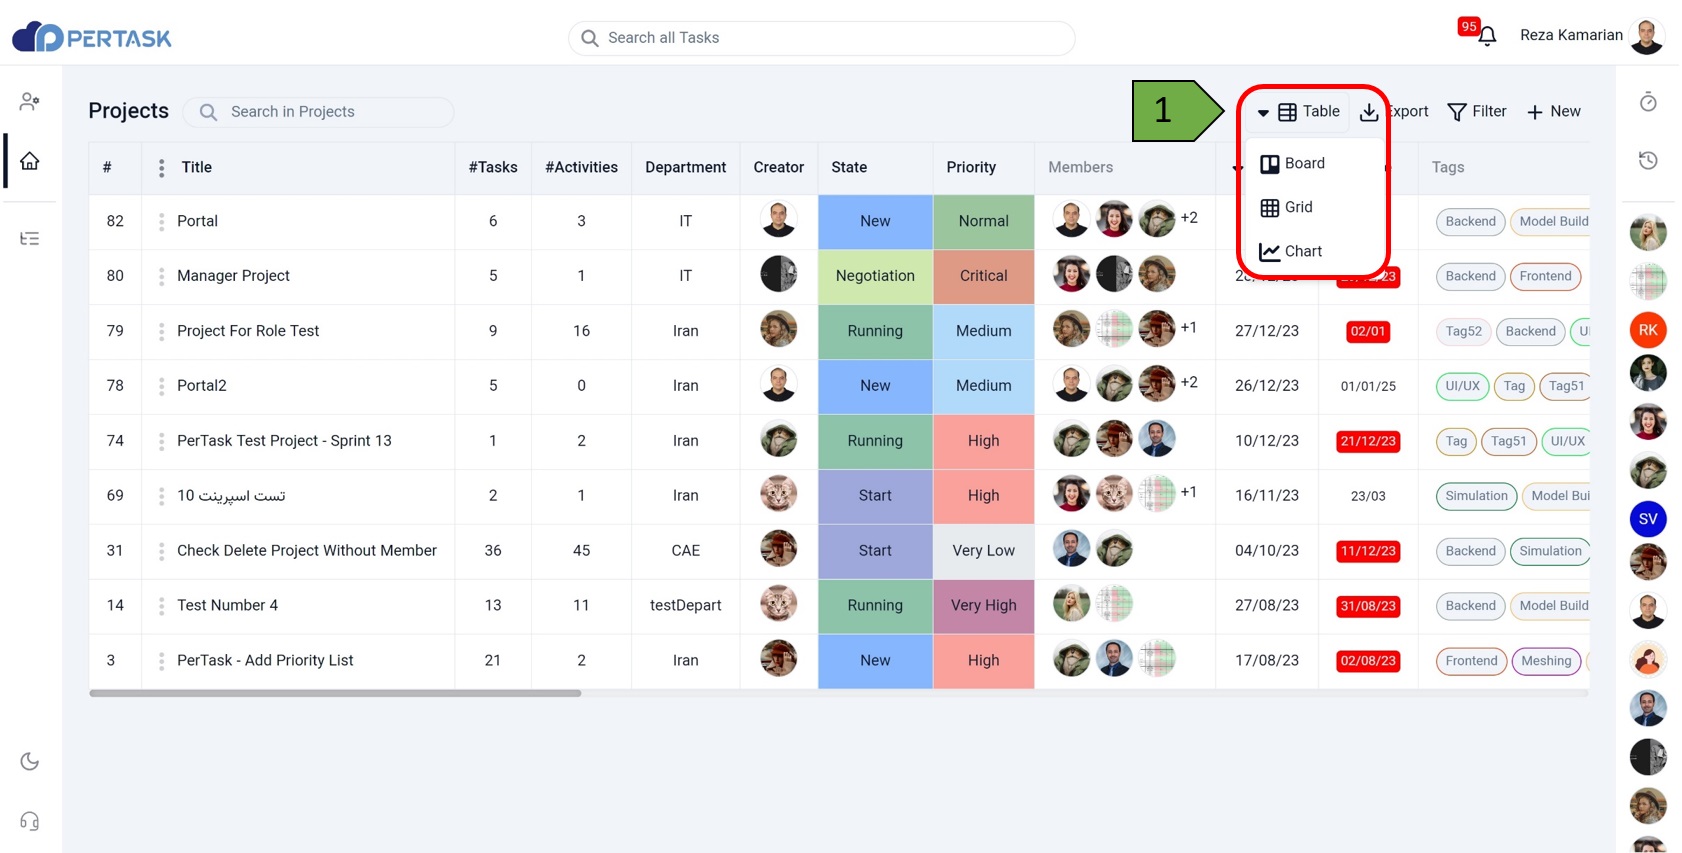 PERTASK
Search all Tasks
95
Reza Kamarian
Projects
Search in Projects
1
Table
Export
Filter
New
Board
Grid
Chart
# Title #Tasks #Activities Department Creator State Priority Members Tags
82 Portal 6 3 IT New Normal +2 Backend Model Build
80 Manager Project 5 1 IT Negotiation Critical Backend Frontend
79 Project For Role Test 9 16 Iran Running Medium +1 27/12/23 02/01 Tag52 Backend
78 Portal2 5 0 Iran New Medium +2 26/12/23 01/01/25 UI/UX Tag Tag51
74 PerTask Test Project - Sprint 13 1 2 Iran Running High 10/12/23 21/12/23 Tag Tag51 UI/UX
69 تست اسپرینت 10 2 1 Iran Start High +1 16/11/23 23/03 Simulation Model Bui
31 Check Delete Project Without Member 36 45 CAE Start Very Low 04/10/23 11/12/23 Backend Simulation
14 Test Number 4 13 11 testDepart Running Very High 27/08/23 31/08/23 Backend Model Build
3 PerTask - Add Priority List 21 2 Iran New High 17/08/23 02/08/23 Frontend Meshing
RK
SV